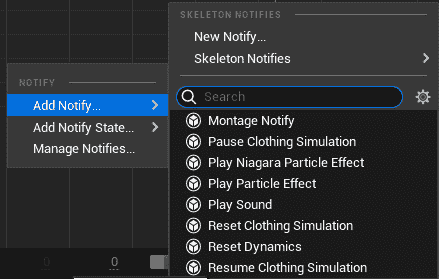 NOTIFY
Add Notify...
Add Notify State...
Manage Notifies...
0
0
SKELETON NOTIFIES
New Notify...
Skeleton Notifies
Search
Montage Notify
Pause Clothing Simulation
Play Niagara Particle Effect
Play Particle Effect
Play Sound
Reset Clothing Simulation
Reset Dynamics
Resume Clothing Simulation